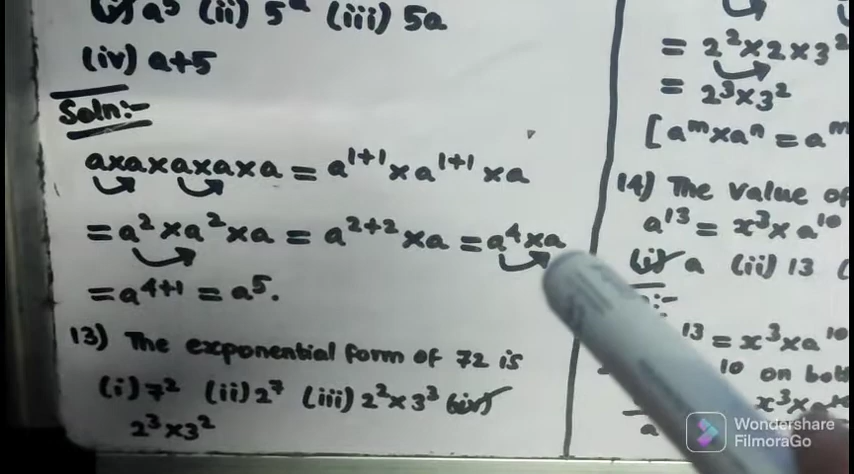 (i) a⁵ (ii) 5ᵃ (iii) 5a
(iv) a+5
Soln:-
a×a×a×a×a = a¹⁺¹×a¹⁺¹×a
= a²×a²×a = a²⁺²×a = a⁴×a
= a⁴⁺¹ = a⁵.
13) The exponential form of 72 is
(i) 7² (ii) 2⁷ (iii) 2²×3³ (iv)
2³×3²
= 2²×2×3²
= 2³×3²
[aᵐ×aⁿ = aᵐ
14) The value of
a¹³ = x³×a¹⁰
(i) a (ii) 13 (
13 = x³×a¹⁰
10 on both
x³×a¹⁰
a
Wondershare
FilmoraGo